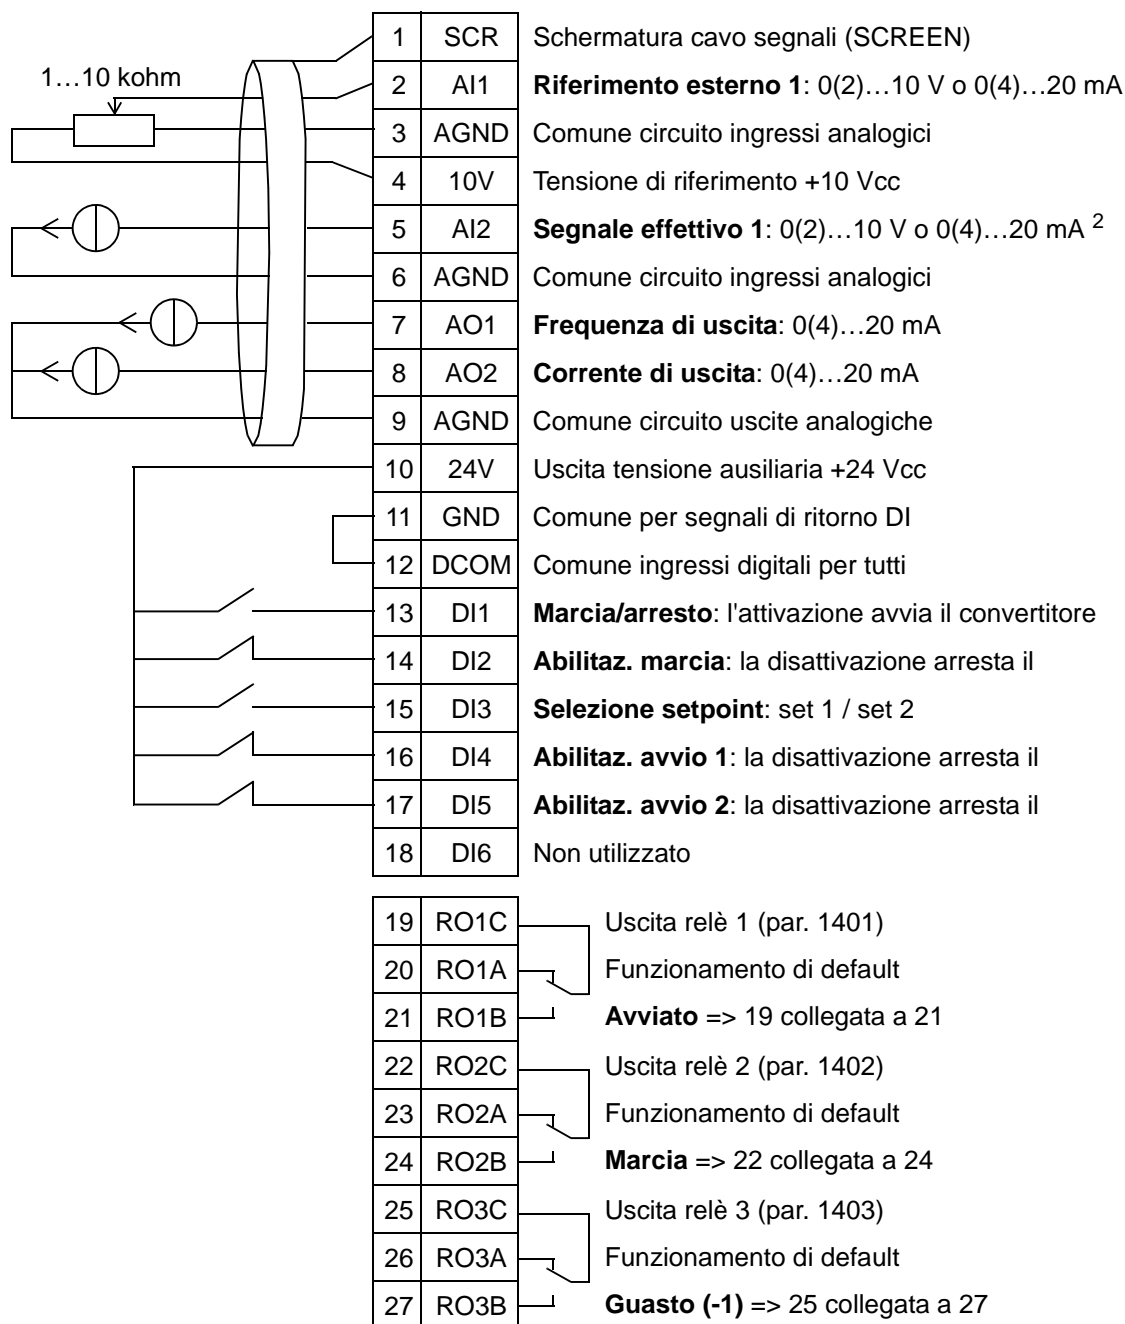 1 SCR Schermatura cavo segnali (SCREEN)
1…10 kohm
2 AI1 Riferimento esterno 1: 0(2)…10 V o 0(4)…20 mA
3 AGND Comune circuito ingressi analogici
4 10V Tensione di riferimento +10 Vcc
5 AI2 Segnale effettivo 1: 0(2)…10 V o 0(4)…20 mA 2
6 AGND Comune circuito ingressi analogici
7 AO1 Frequenza di uscita: 0(4)…20 mA
8 AO2 Corrente di uscita: 0(4)…20 mA
9 AGND Comune circuito uscite analogiche
10 24V Uscita tensione ausiliaria +24 Vcc
11 GND Comune per segnali di ritorno DI
12 DCOM Comune ingressi digitali per tutti
13 DI1 Marcia/arresto: l'attivazione avvia il convertitore
14 DI2 Abilitaz. marcia: la disattivazione arresta il
15 DI3 Selezione setpoint: set 1 / set 2
16 DI4 Abilitaz. avvio 1: la disattivazione arresta il
17 DI5 Abilitaz. avvio 2: la disattivazione arresta il
18 DI6 Non utilizzato
19 RO1C Uscita relè 1 (par. 1401)
20 RO1A Funzionamento di default
21 RO1B Avviato => 19 collegata a 21
22 RO2C Uscita relè 2 (par. 1402)
23 RO2A Funzionamento di default
24 RO2B Marcia => 22 collegata a 24
25 RO3C Uscita relè 3 (par. 1403)
26 RO3A Funzionamento di default
27 RO3B Guasto (-1) => 25 collegata a 27